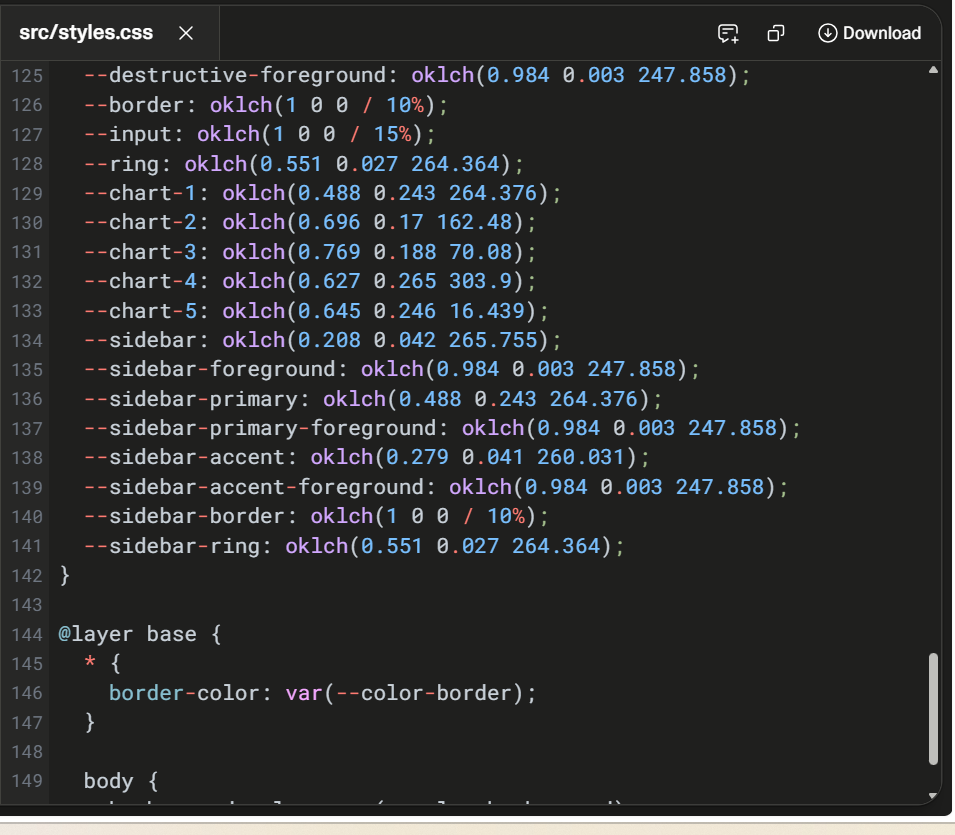 src/styles.css
Download
125 --destructive-foreground: oklch(0.984 0.003 247.858);
126 --border: oklch(1 0 0 / 10%);
127 --input: oklch(1 0 0 / 15%);
128 --ring: oklch(0.551 0.027 264.364);
129 --chart-1: oklch(0.488 0.243 264.376);
130 --chart-2: oklch(0.696 0.17 162.48);
131 --chart-3: oklch(0.769 0.188 70.08);
132 --chart-4: oklch(0.627 0.265 303.9);
133 --chart-5: oklch(0.645 0.246 16.439);
134 --sidebar: oklch(0.208 0.042 265.755);
135 --sidebar-foreground: oklch(0.984 0.003 247.858);
136 --sidebar-primary: oklch(0.488 0.243 264.376);
137 --sidebar-primary-foreground: oklch(0.984 0.003 247.858);
138 --sidebar-accent: oklch(0.279 0.041 260.031);
139 --sidebar-accent-foreground: oklch(0.984 0.003 247.858);
140 --sidebar-border: oklch(1 0 0 / 10%);
141 --sidebar-ring: oklch(0.551 0.027 264.364);
142 }
143
144 @layer base {
145 * {
146 border-color: var(--color-border);
147 }
148
149 body {